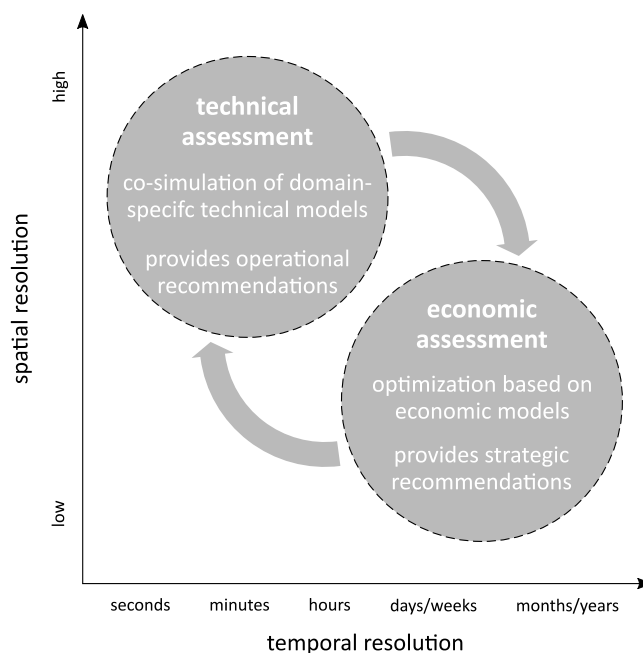 high
technical
assessment
co-simulation of domain-
specifc technical models
provides operational
recommendations
economic
assessment
optimization based on
economic models
provides strategic
recommendations
spatial resolution
low
seconds minutes hours days/weeks months/years
temporal resolution